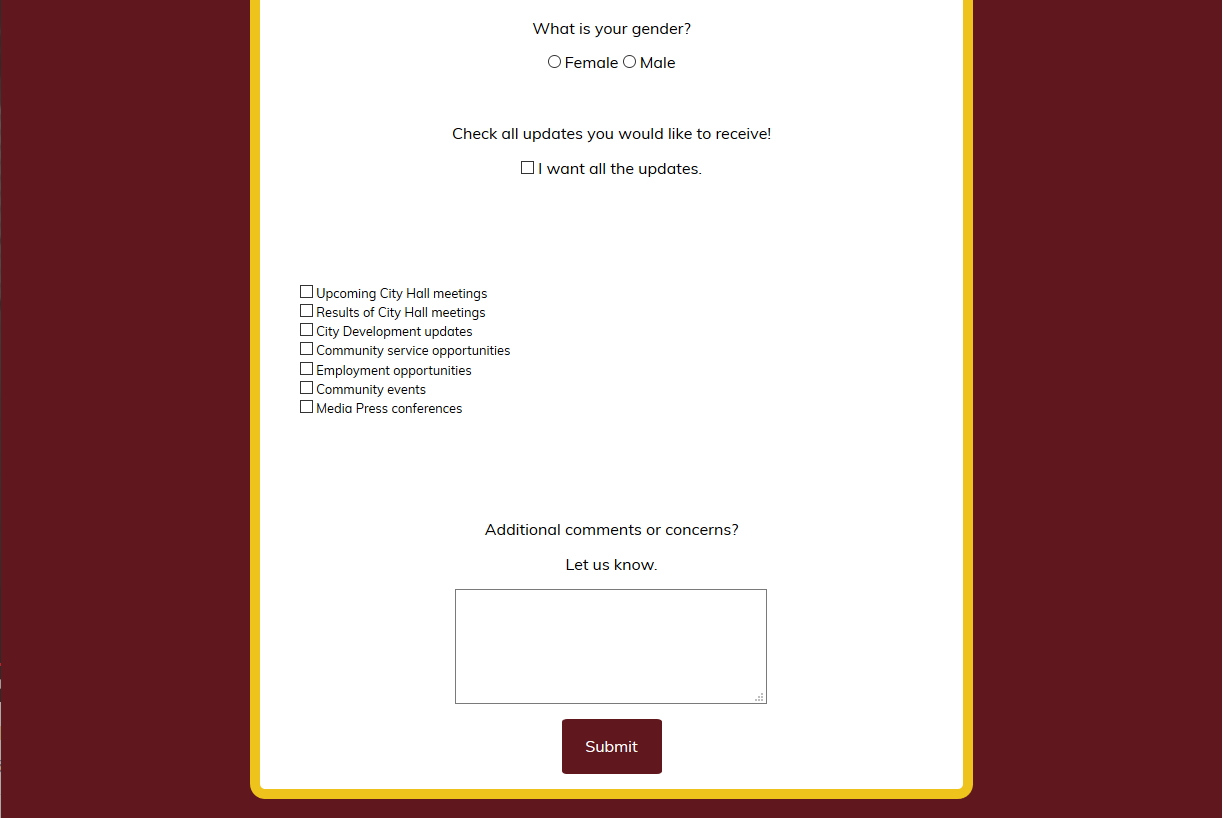 What is your gender?
Female Male
Check all updates you would like to receive!
I want all the updates.
Upcoming City Hall meetings
Results of City Hall meetings
City Development updates
Community service opportunities
Employment opportunities
Community events
Media Press conferences
Additional comments or concerns?
Let us know.
Submit